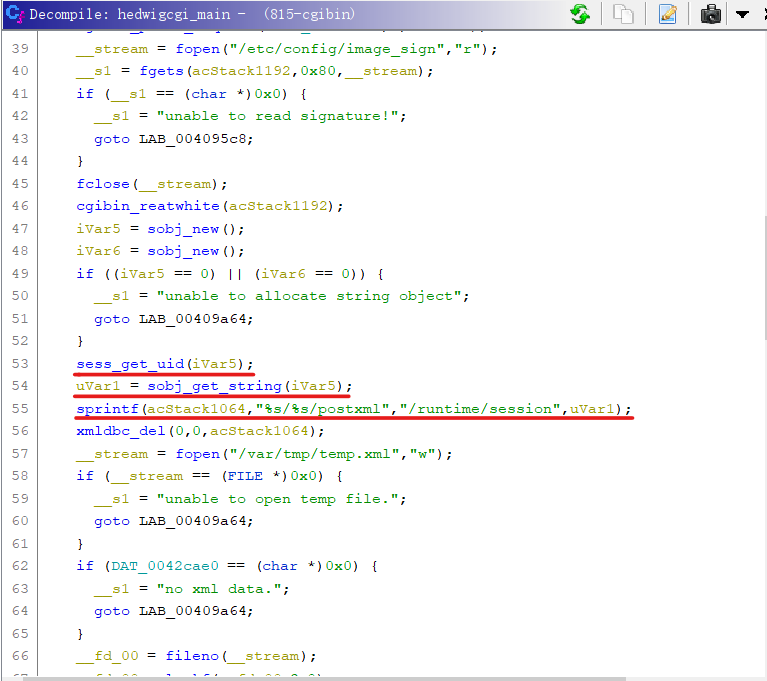 Decompile: hedwigcgi_main - (815-cgibin)
39 __stream = fopen("/etc/config/image_sign","r");
40 __s1 = fgets(acStack1192,0x80,__stream);
41 if (__s1 == (char *)0x0) {
42 __s1 = "unable to read signature!";
43 goto LAB_004095c8;
44 }
45 fclose(__stream);
46 cgibin_reatwhite(acStack1192);
47 iVar5 = sobj_new();
48 iVar6 = sobj_new();
49 if ((iVar5 == 0) || (iVar6 == 0)) {
50 __s1 = "unable to allocate string object";
51 goto LAB_00409a64;
52 }
53 sess_get_uid(iVar5);
54 uVar1 = sobj_get_string(iVar5);
55 sprintf(acStack1064,"%s/%s/postxml","/runtime/session",uVar1);
56 xmldbc_del(0,0,acStack1064);
57 __stream = fopen("/var/tmp/temp.xml","w");
58 if (__stream == (FILE *)0x0) {
59 __s1 = "unable to open temp file.";
60 goto LAB_00409a64;
61 }
62 if (DAT_0042cae0 == (char *)0x0) {
63 __s1 = "no xml data.";
64 goto LAB_00409a64;
65 }
66 __fd_00 = fileno(__stream);